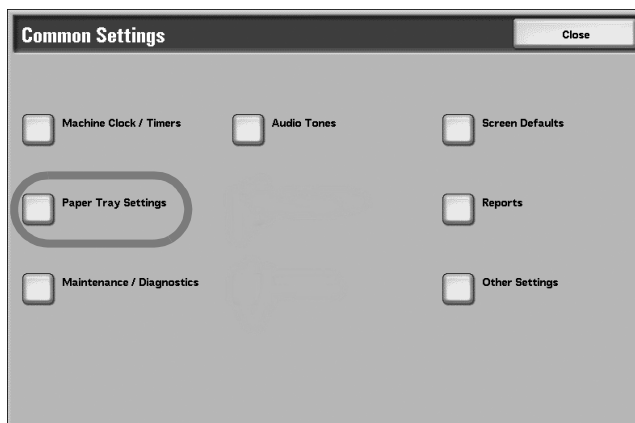 Common Settings
Close
Machine Clock / Timers
Audio Tones
Screen Defaults
Paper Tray Settings
Reports
Maintenance / Diagnostics
Other Settings